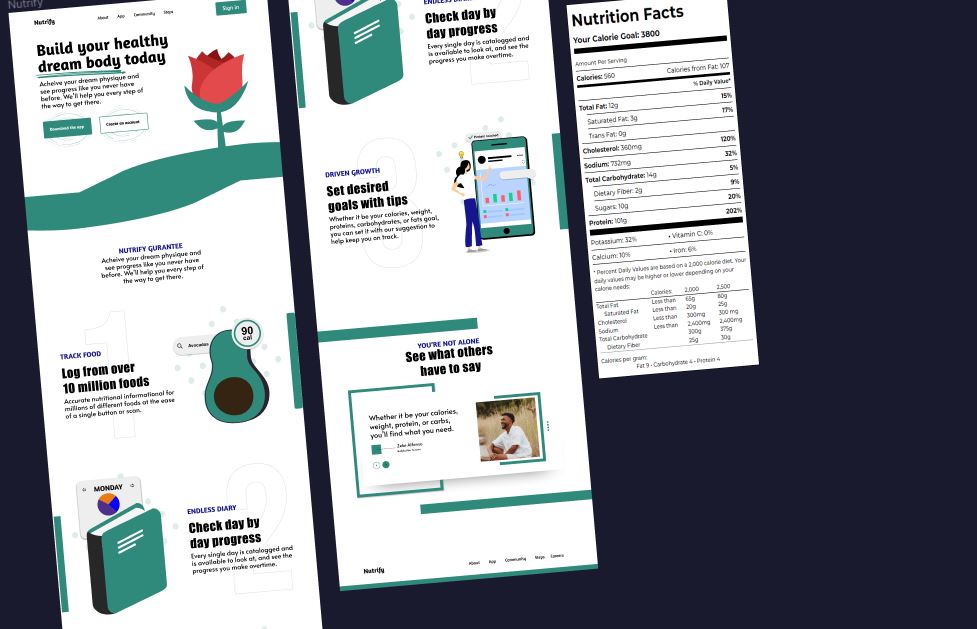 Nutrify
Nutrify
About
App
Community
Steps
Sign in
Build your healthy
dream body today
Acheive your dream physique and
see progress like you never have
before. We'll help you every step of
the way to get there.
Download the app
Create an account
NUTRIFY GURANTEE
Acheive your dream physique and
see progress like you never have
before. We'll help you every step of
the way to get there.
1
TRACK FOOD
Log from over
10 million foods
Accurate nutritional informational for
millions of different foods at the ease
of a single button or scan.
Avocados
90
cal
MONDAY
2
ENDLESS DIARY
Check day by
day progress
Every single day is catalogged and
is available to look at, and see the
progress you make overtime.
ENDLESS DIARY
Check day by
day progress
Every single day is catalogged and
is available to look at, and see the
progress you make overtime.
3
DRIVEN GROWTH
Set desired
goals with tips
Whether it be your calories, weight,
proteins, carbohydrates, or fats goal,
you can set it with our suggestion to
help keep you on track.
YOU'RE NOT ALONE
See what others
have to say
Whether it be your calories,
weight, protein, or carbs,
you'll find what you need.
Nutrify
About
App
Community
Steps
Careers
Nutrition Facts
Your Calorie Goal: 3800
Amount Per Serving
Calories: 560
Calories from Fat: 107
% Daily Value*
Total Fat: 12g 15%
Saturated Fat: 3g 17%
Trans Fat: 0g
Cholesterol: 360mg 120%
Sodium: 732mg 32%
Total Carbohydrate: 14g 5%
Dietary Fiber: 2g 9%
Sugars: 10g 20%
Protein: 101g 202%
Potassium: 32% • Vitamin C: 0%
Calcium: 10% • Iron: 6%
* Percent Daily Values are based on a 2,000 calorie diet. Your
daily values may be higher or lower depending on your
calorie needs:
Calories: 2,000 2,500
Total Fat Less than 65g 80g
Saturated Fat Less than 20g 25g
Cholesterol Less than 300mg 300 mg
Sodium Less than 2,400mg 2,400mg
Total Carbohydrate 300g 375g
Dietary Fiber 25g 30g
Calories per gram:
Fat 9 • Carbohydrate 4 • Protein 4